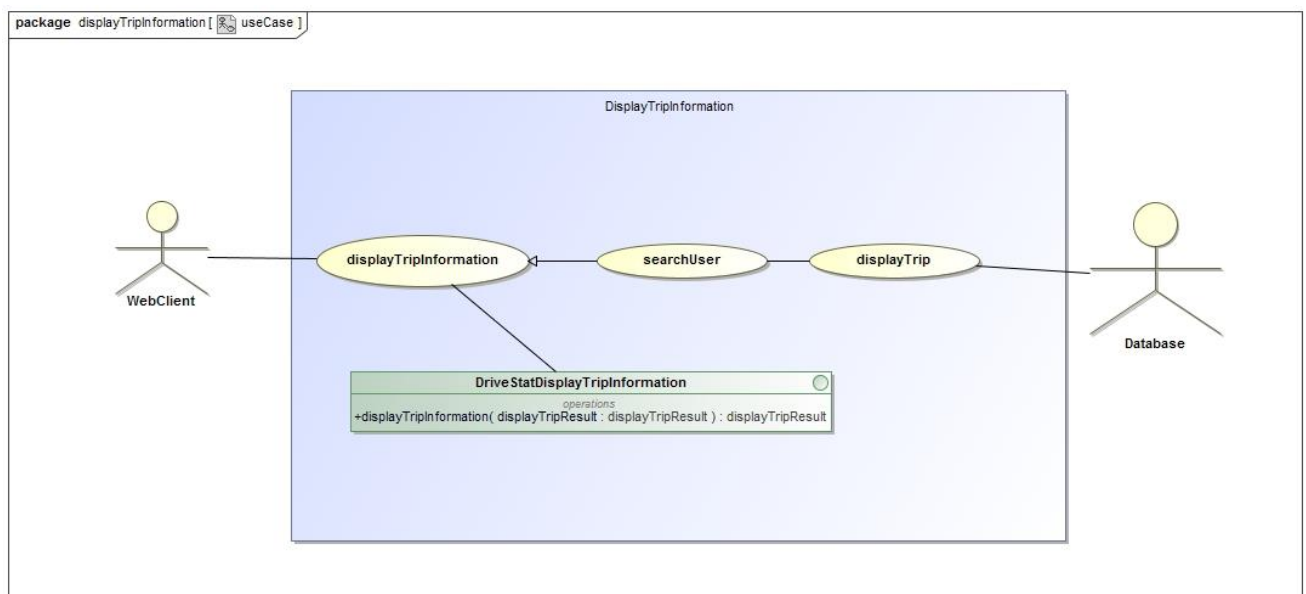 package displayTripInformation [ useCase ]
DisplayTripInformation
displayTripInformation
searchUser
displayTrip
WebClient
Database
DriveStatDisplayTripInformation
operations
+displayTripInformation( displayTripResult : displayTripResult ) : displayTripResult